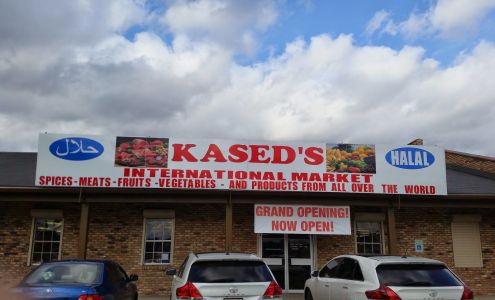 حلال
KASED'S
HALAL
INTERNATIONAL MARKET
SPICES - MEATS - FRUITS - VEGETABLES - AND PRODUCTS FROM ALL OVER THE WORLD
GRAND OPENING!
NOW OPEN!